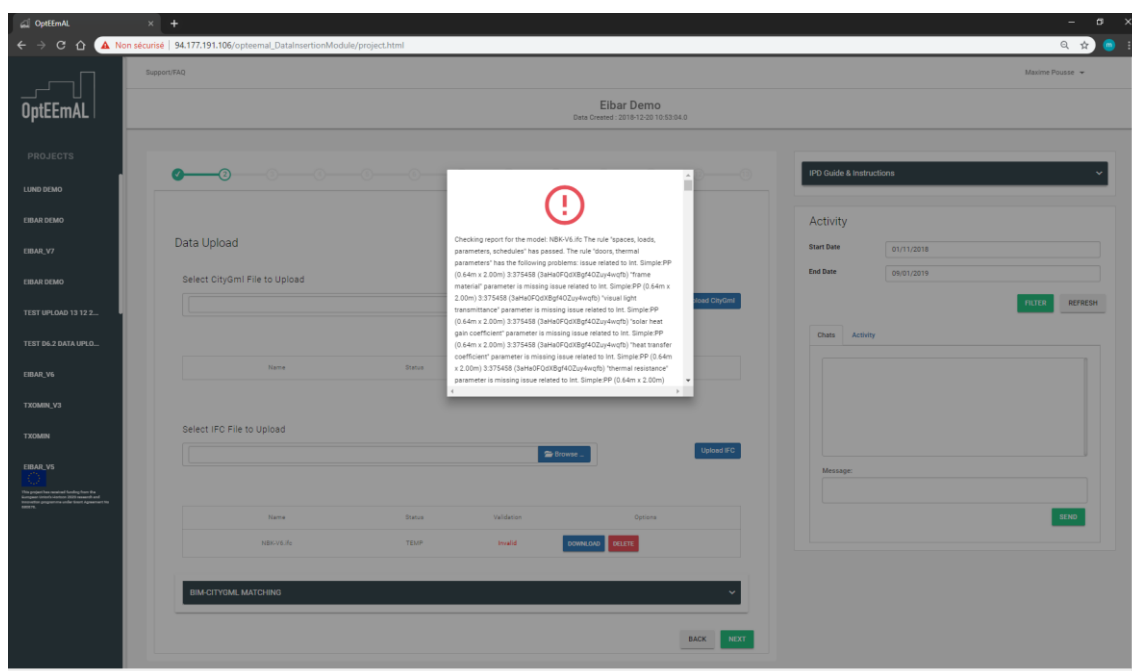 OptEEmAL
Non sécurisé | 94.177.191.106/opteemal_DataInsertionModule/project.html
OptEEmAL
Support/FAQ
Maxime Pousse
Eibar Demo
Data Created : 2018-12-20 10:53:04.0
PROJECTS
LUND DEMO
EIBAR DEMO
EIBAR_V7
EIBAR DEMO
TEST UPLOAD 13 12 2...
TEST D6.2 DATA UPLO...
EIBAR_V6
TXOMIN_V3
TXOMIN
EIBAR_V5
2
Data Upload
Select CityGml File to Upload
Upload CityGml
Name Status
Checking report for the model: NBK-V6.ifc The rule "spaces, loads,
parameters, schedules" has passed. The rule "doors, thermal
parameters" has the following problems: issue related to Int. Simple:PP
(0.64m x 2.00m) 3:375458 (3aHa0FQdXBgf4OZuy4wqfb) "frame
material" parameter is missing issue related to Int. Simple:PP (0.64m x
2.00m) 3:375458 (3aHa0FQdXBgf4OZuy4wqfb) "visual light
transmittance" parameter is missing issue related to Int. Simple:PP
(0.64m x 2.00m) 3:375458 (3aHa0FQdXBgf4OZuy4wqfb) "solar heat
gain coefficient" parameter is missing issue related to Int. Simple:PP
(0.64m x 2.00m) 3:375458 (3aHa0FQdXBgf4OZuy4wqfb) "heat transfer
coefficient" parameter is missing issue related to Int. Simple:PP (0.64m
x 2.00m) 3:375458 (3aHa0FQdXBgf4OZuy4wqfb) "thermal resistance"
parameter is missing issue related to Int. Simple:PP (0.64m x 2.00m)
Select IFC File to Upload
Browse ...
Upload IFC
Name Status Validation Options
NBK-V6.ifc TEMP Invalid DOWNLOAD DELETE
BIM-CITYGML MATCHING
BACK NEXT
IPD Guide & Instructions
Activity
Start Date 01/11/2018
End Date 09/01/2019
FILTER REFRESH
Chats Activity
Message:
SEND